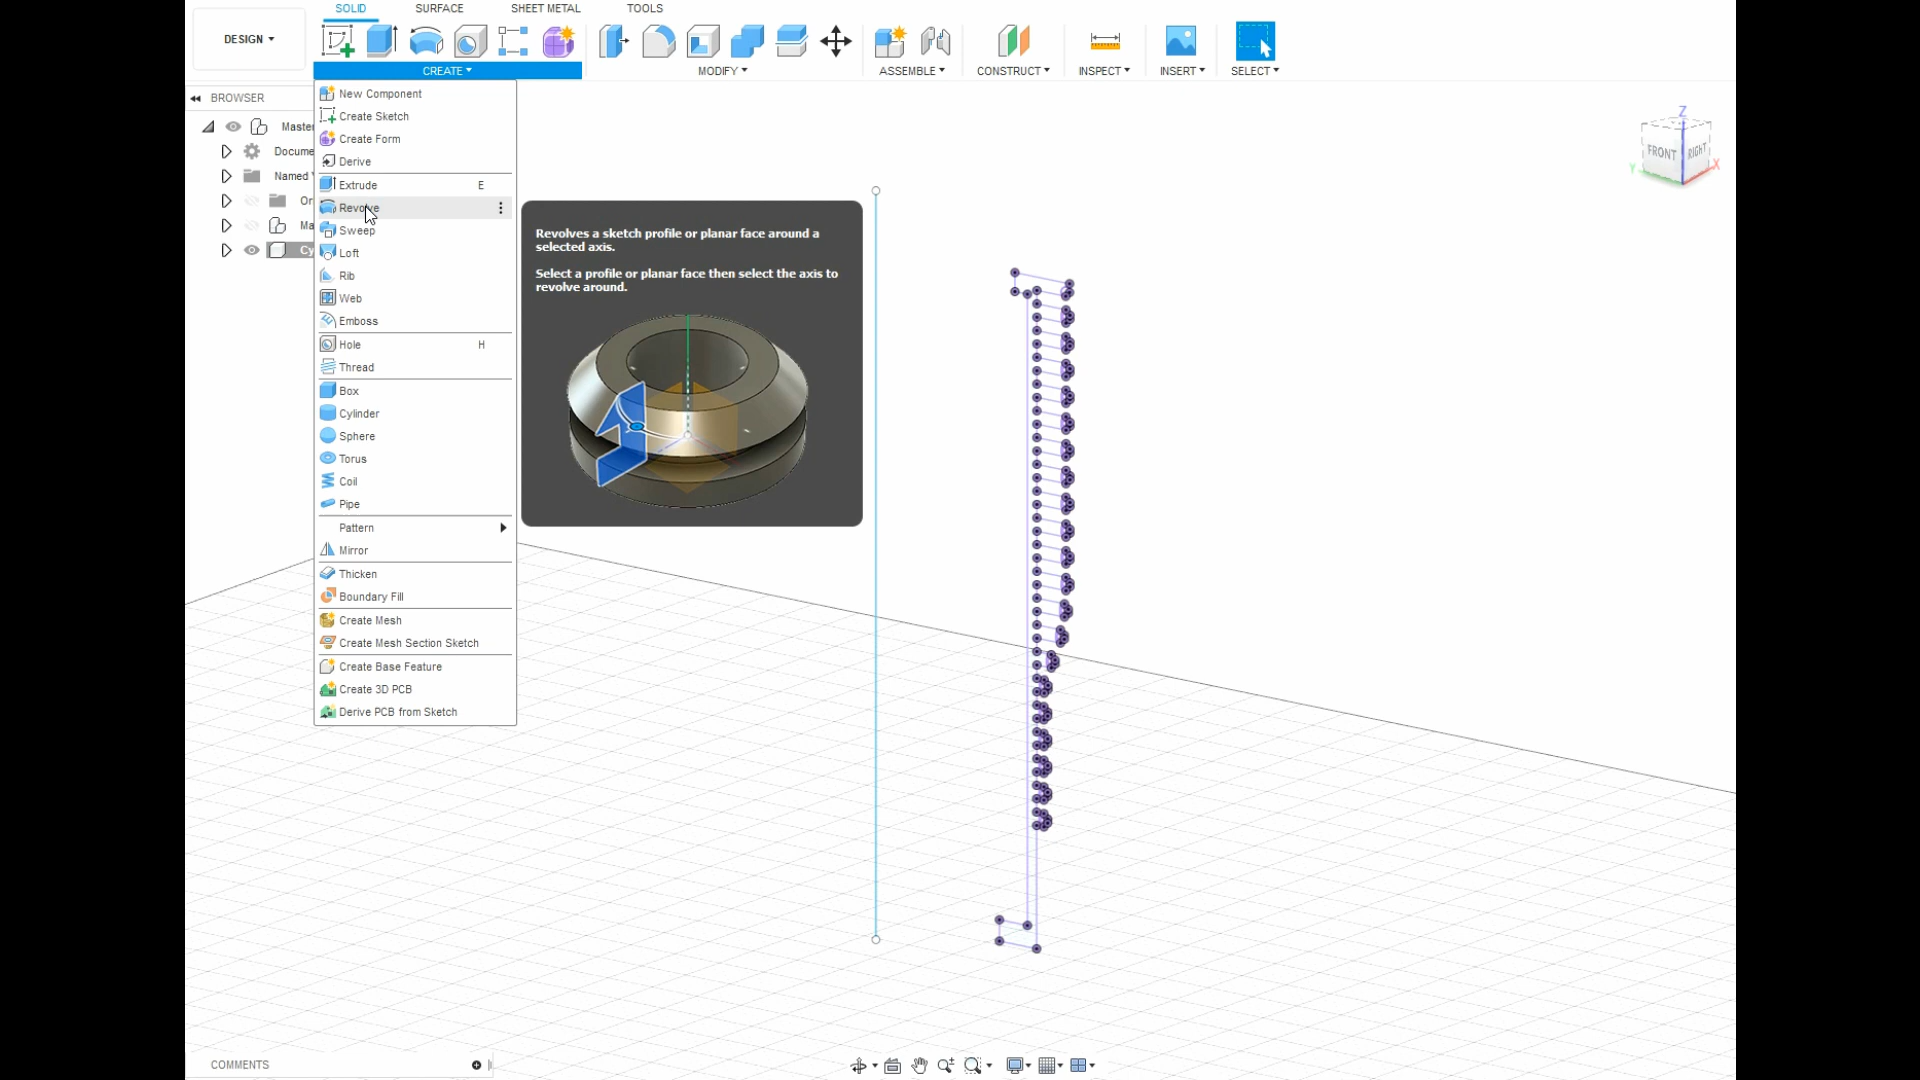 SOLID SURFACE SHEET METAL TOOLS
DESIGN
CREATE MODIFY ASSEMBLE CONSTRUCT INSPECT INSERT SELECT
BROWSER
Master
Docume
Named
Or
Ma
Cy
New Component
Create Sketch
Create Form
Derive
Extrude E
Revolve
Sweep
Loft
Rib
Web
Emboss
Hole H
Thread
Box
Cylinder
Sphere
Torus
Coil
Pipe
Pattern
Mirror
Thicken
Boundary Fill
Create Mesh
Create Mesh Section Sketch
Create Base Feature
Create 3D PCB
Derive PCB from Sketch
Revolves a sketch profile or planar face around a
selected axis.
Select a profile or planar face then select the axis to
revolve around.
Z
FRONT RIGHT
Y X
COMMENTS